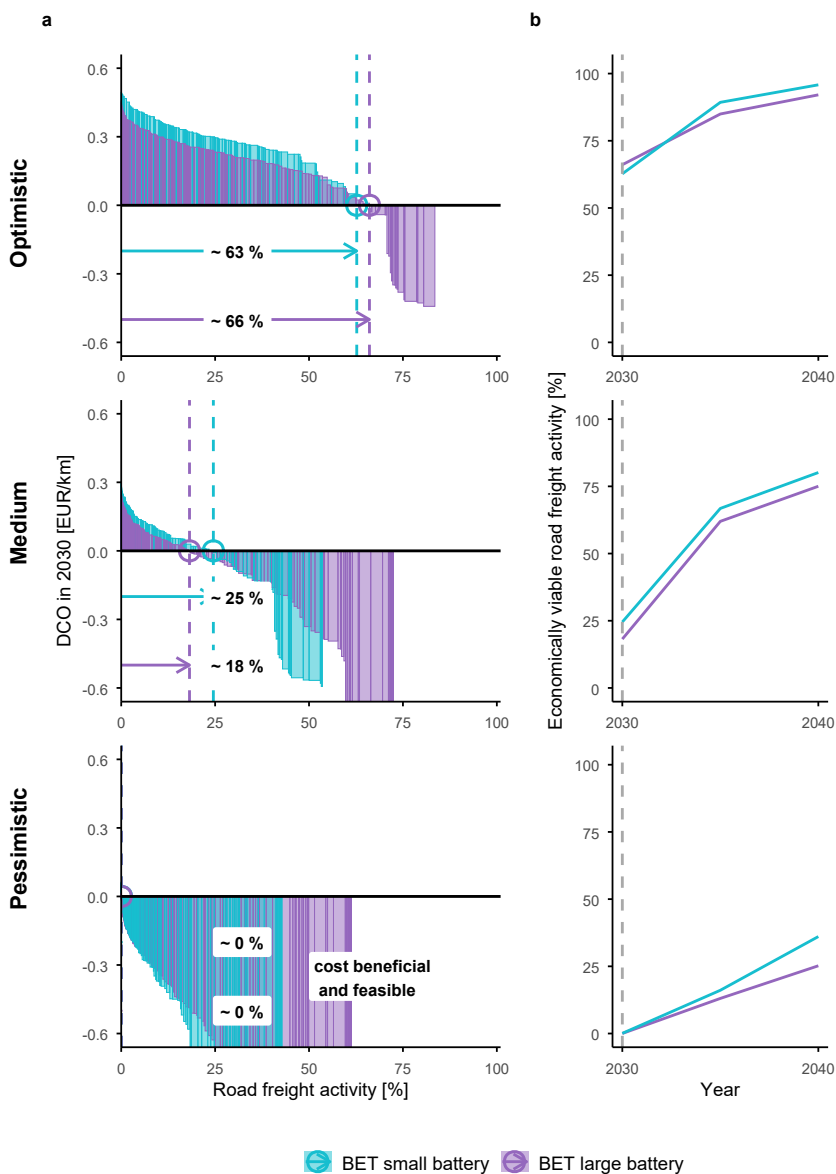 a
b
Optimistic
0.6
0.3
0.0
-0.3
-0.6
~ 63 %
~ 66 %
0
25
50
75
100
100
75
50
25
0
2030
2040
Medium
DCO in 2030 [EUR/km]
0.6
0.3
0.0
-0.3
-0.6
~ 25 %
~ 18 %
0
25
50
75
100
Economically viable road freight activity [%]
100
75
50
25
0
2030
2040
Pessimistic
0.6
0.3
0.0
-0.3
-0.6
~ 0 %
~ 0 %
cost beneficial
and feasible
0
25
50
75
100
Road freight activity [%]
100
75
50
25
0
2030
2040
Year
BET small battery
BET large battery